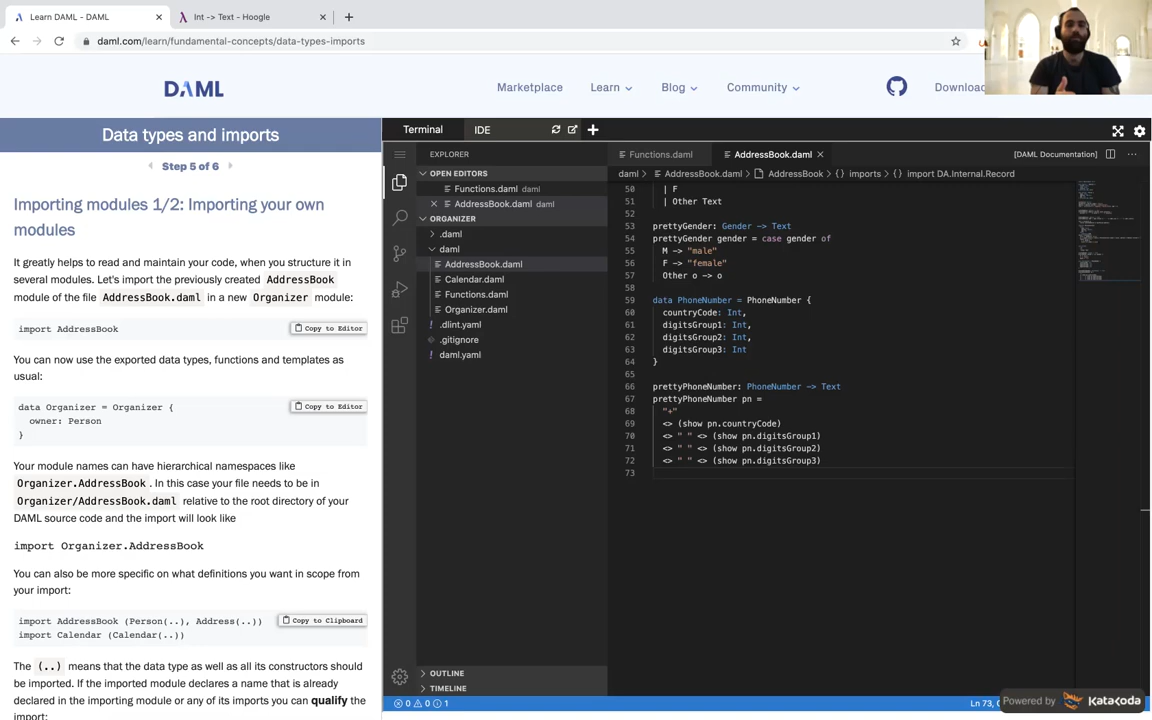 Learn DAML - DAML
Int -> Text - Hoogle
daml.com/learn/fundamental-concepts/data-types-imports
DAML
Marketplace
Learn
Blog
Community
Download
Data types and imports
Step 5 of 6
Importing modules 1/2: Importing your own
modules
It greatly helps to read and maintain your code, when you structure it in
several modules. Let's import the previously created AddressBook
module of the file AddressBook.daml in a new Organizer module:
import AddressBook
Copy to Editor
You can now use the exported data types, functions and templates as
usual:
data Organizer = Organizer {
Copy to Editor
owner: Person
}
Your module names can have hierarchical namespaces like
Organizer.AddressBook. In this case your file needs to be in
Organizer/AddressBook.daml relative to the root directory of your
DAML source code and the import will look like
import Organizer.AddressBook
You can also be more specific on what definitions you want in scope from
your import:
import AddressBook (Person(..), Address(..))
Copy to Clipboard
import Calendar (Calendar(..))
The (..) means that the data type as well as all its constructors should
be imported. If the imported module declares a name that is already
declared in the importing module or any of its imports you can qualify the
import:
Terminal
IDE
EXPLORER
OPEN EDITORS
Functions.daml daml
AddressBook.daml daml
ORGANIZER
.daml
daml
AddressBook.daml
Calendar.daml
Functions.daml
Organizer.daml
.dlint.yaml
.gitignore
daml.yaml
OUTLINE
TIMELINE
Functions.daml
AddressBook.daml
[DAML Documentation]
daml > AddressBook.daml > AddressBook > {} imports > {} import DA.Internal.Record
50 | F
51 | Other Text
52
53 prettyGender: Gender -> Text
54 prettyGender gender = case gender of
55 M -> "male"
56 F -> "female"
57 Other o -> o
58
59 data PhoneNumber = PhoneNumber {
60 countryCode: Int,
61 digitsGroup1: Int,
62 digitsGroup2: Int,
63 digitsGroup3: Int
64 }
65
66 prettyPhoneNumber: PhoneNumber -> Text
67 prettyPhoneNumber pn =
68 "+"
69 <> (show pn.countryCode)
70 <> " " <> (show pn.digitsGroup1)
71 <> " " <> (show pn.digitsGroup2)
72 <> " " <> (show pn.digitsGroup3)
73
0 0 1
Ln 73,
Powered by Katacoda